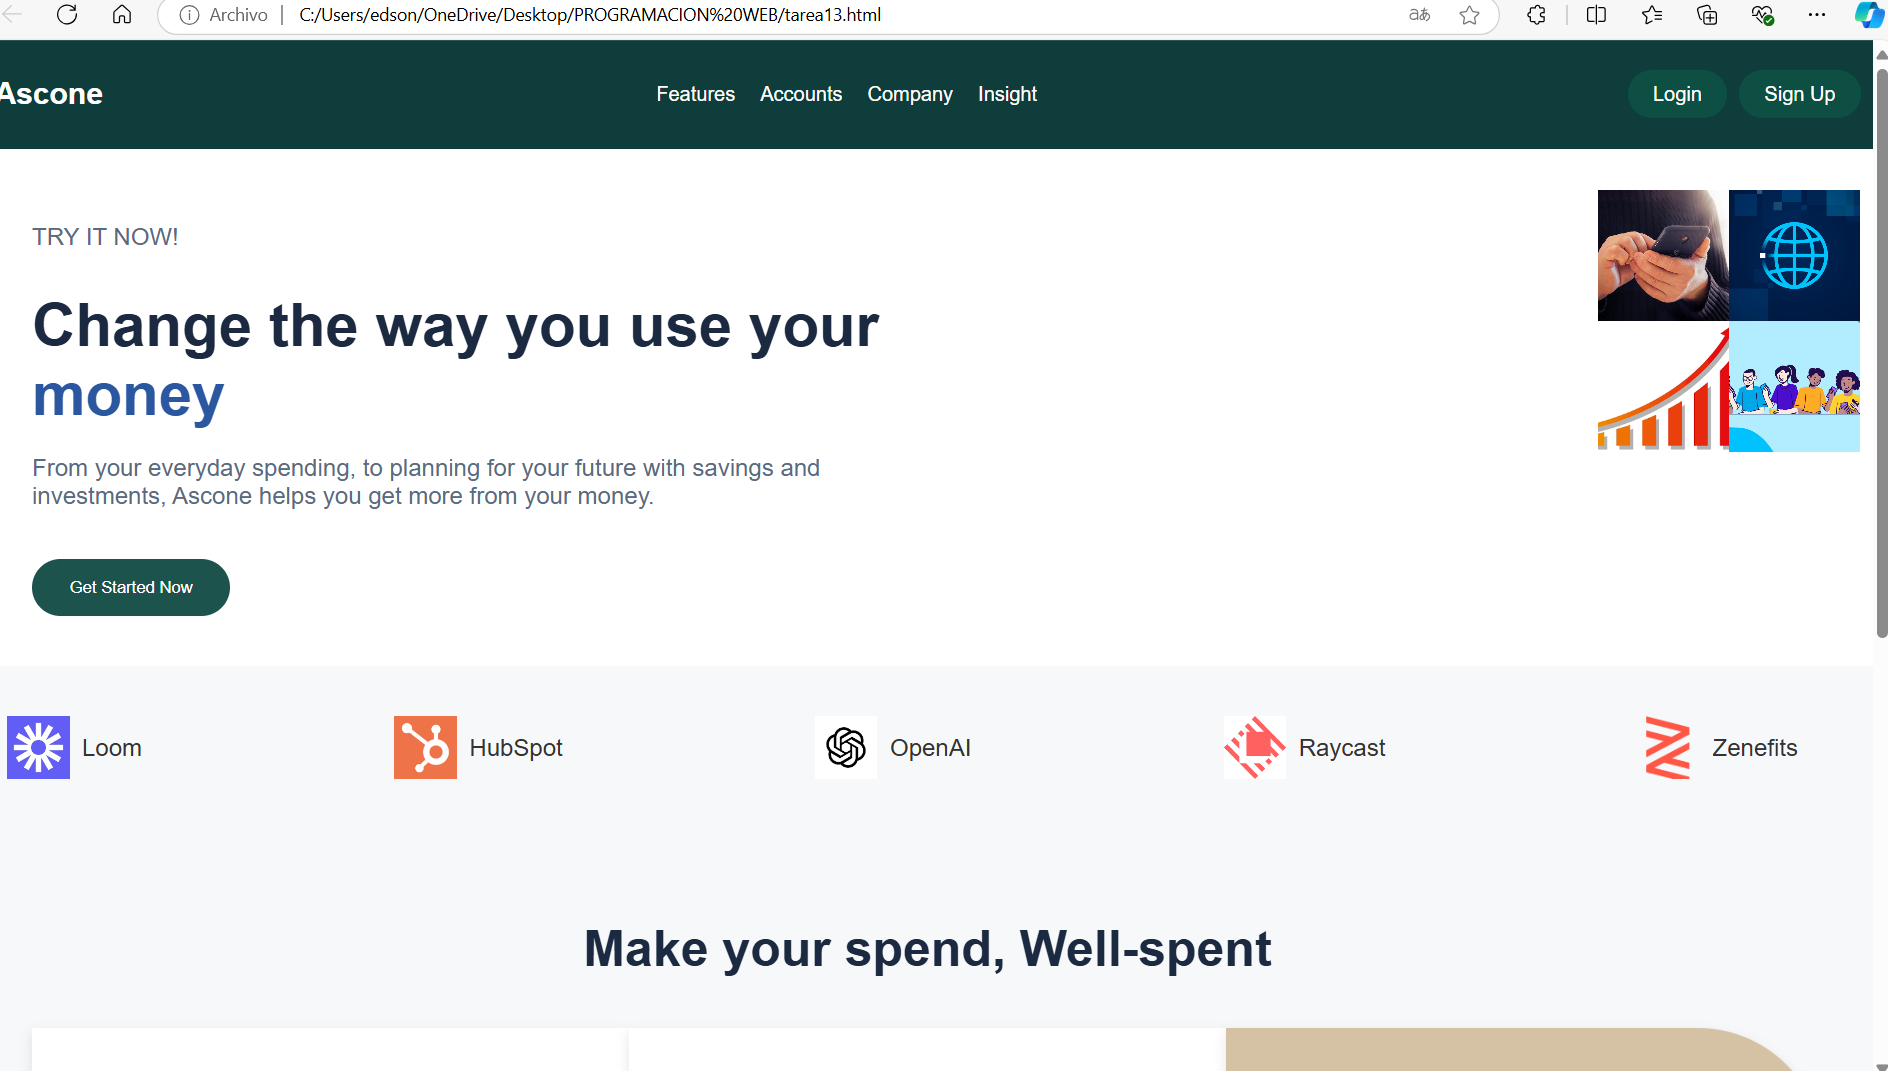 Archivo | C:/Users/edson/OneDrive/Desktop/PROGRAMACION%20WEB/tarea13.html
aあ
Ascone
Features Accounts Company Insight
Login Sign Up
TRY IT NOW!
Change the way you use your
money
From your everyday spending, to planning for your future with savings and
investments, Ascone helps you get more from your money.
Get Started Now
Loom HubSpot OpenAI Raycast Zenefits
Make your spend, Well-spent